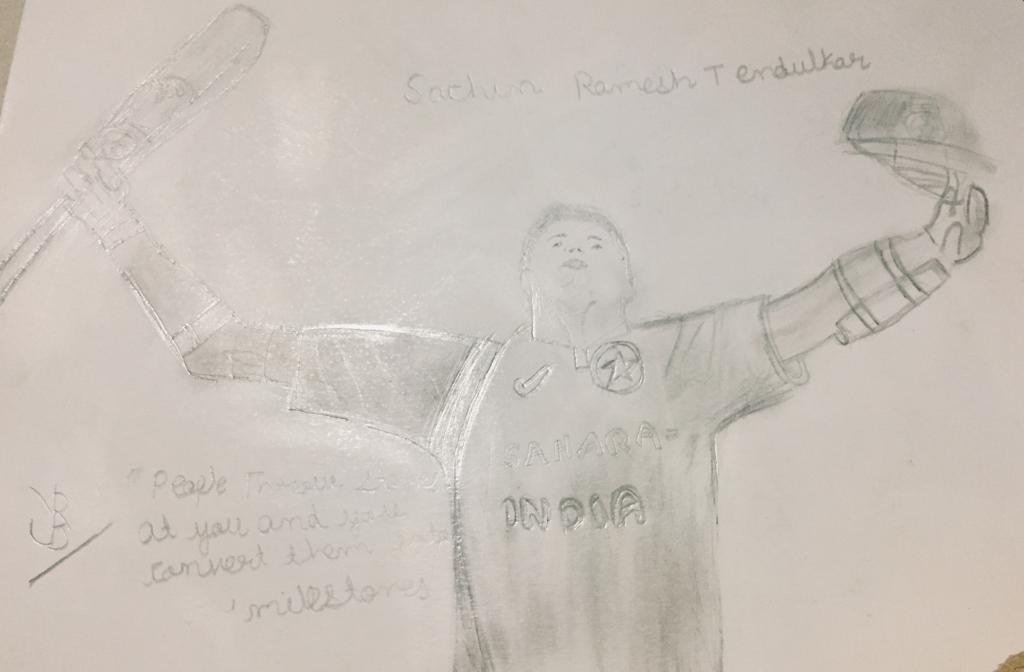 Sachin Ramesh Tendulkar
SAHARA
INDIA
"People Throw Stones
at you and you
convert them into
milestones